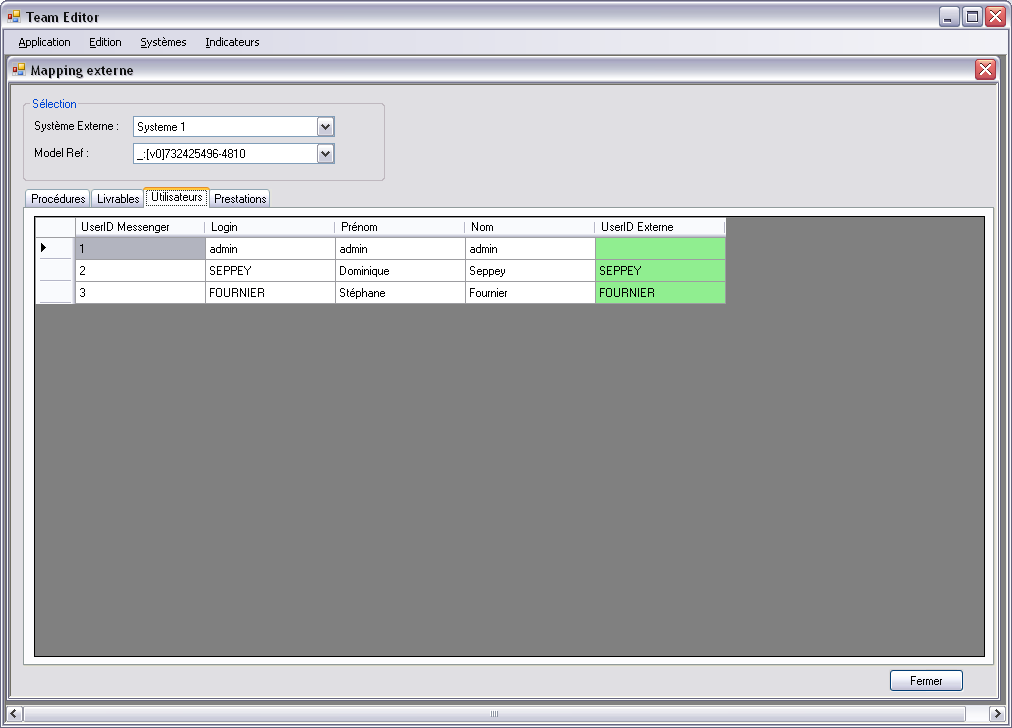 Team Editor
Application Edition Systèmes Indicateurs
Mapping externe
Sélection
Système Externe : Systeme 1
Model Ref : _:[v0]732425496-4810
Procédures Livrables Utilisateurs Prestations
UserID Messenger Login Prénom Nom UserID Externe
1 admin admin admin
2 SEPPEY Dominique Seppey SEPPEY
3 FOURNIER Stéphane Fournier FOURNIER
Fermer